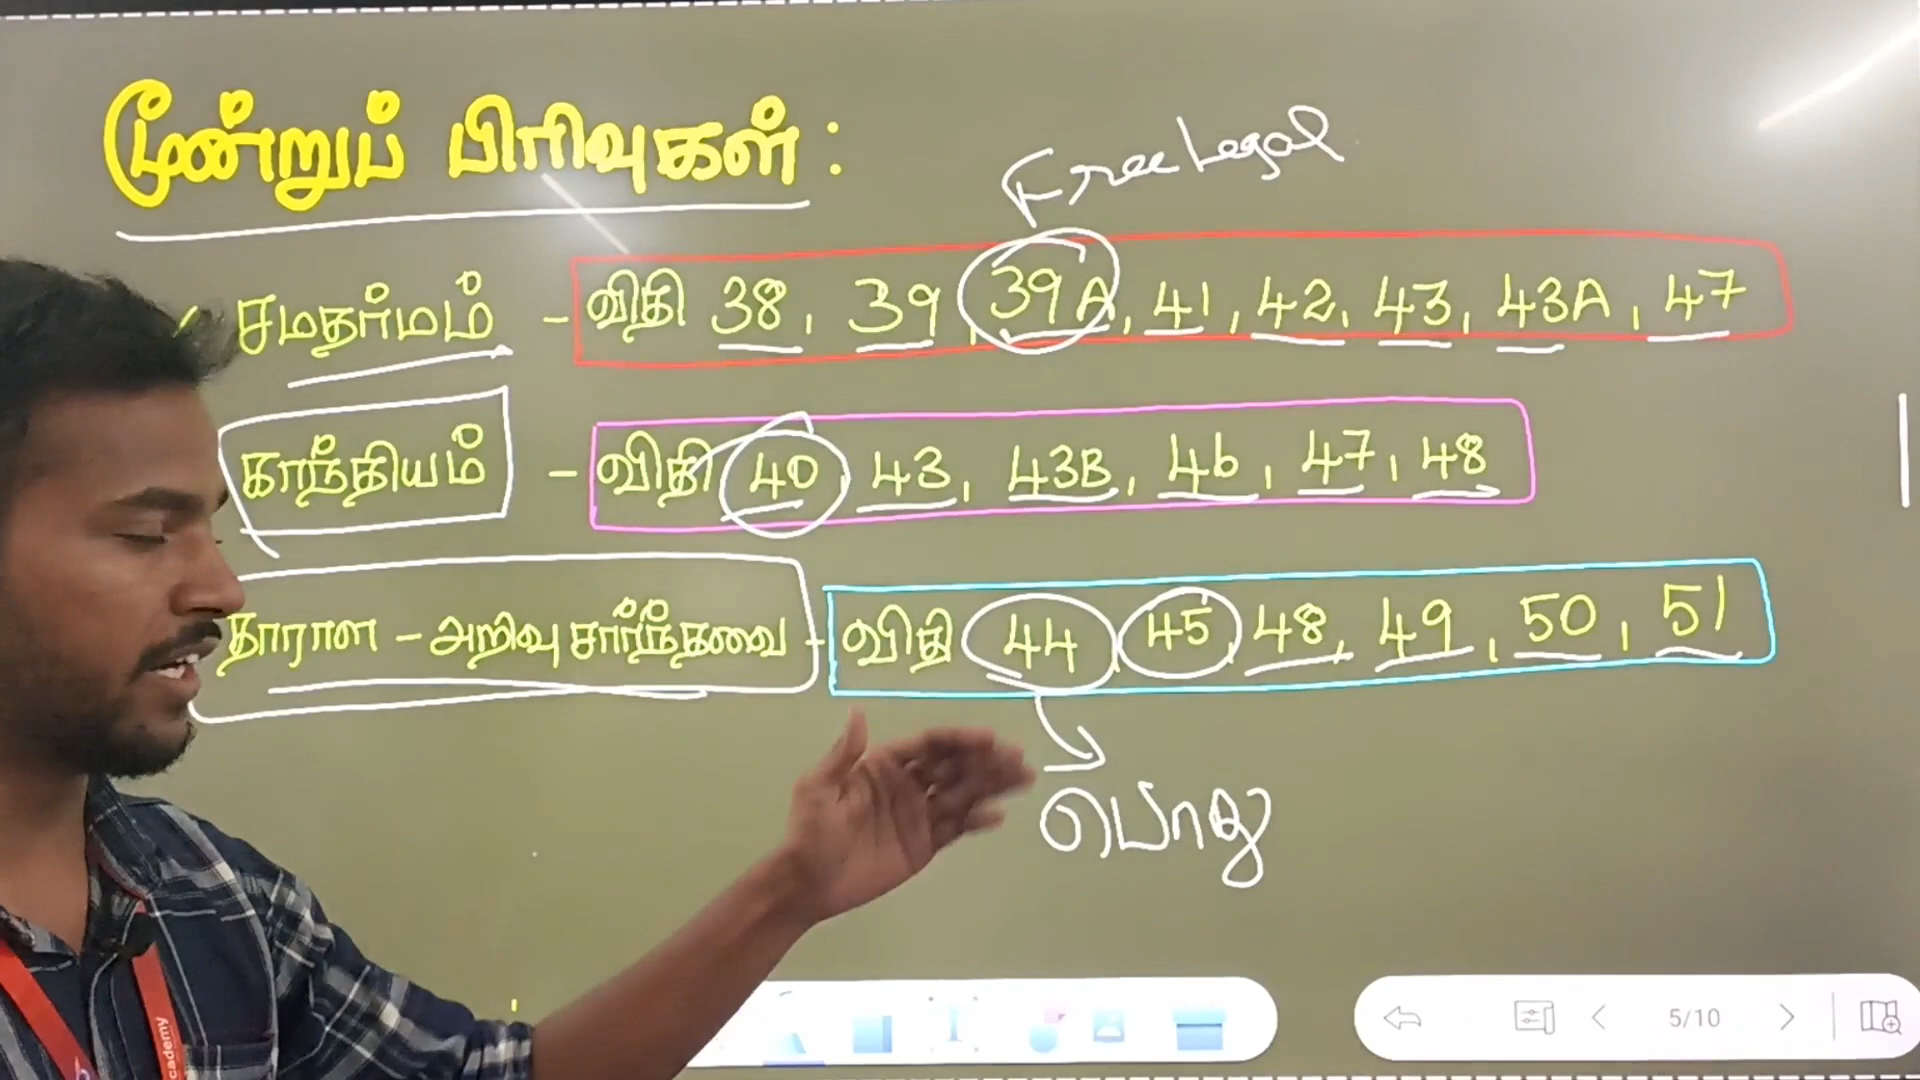 மூன்றுப் பிரிவுகள் :
Free Legal
சமதர்மம் - விதி 38, 39, 39A, 41, 42, 43, 43A, 47
காந்தியம் - விதி 40, 43, 43B, 46, 47, 48
தாராள - அறிவு சார்ந்தவை - விதி 44, 45, 48, 49, 50, 51
பொது
academy
5/10